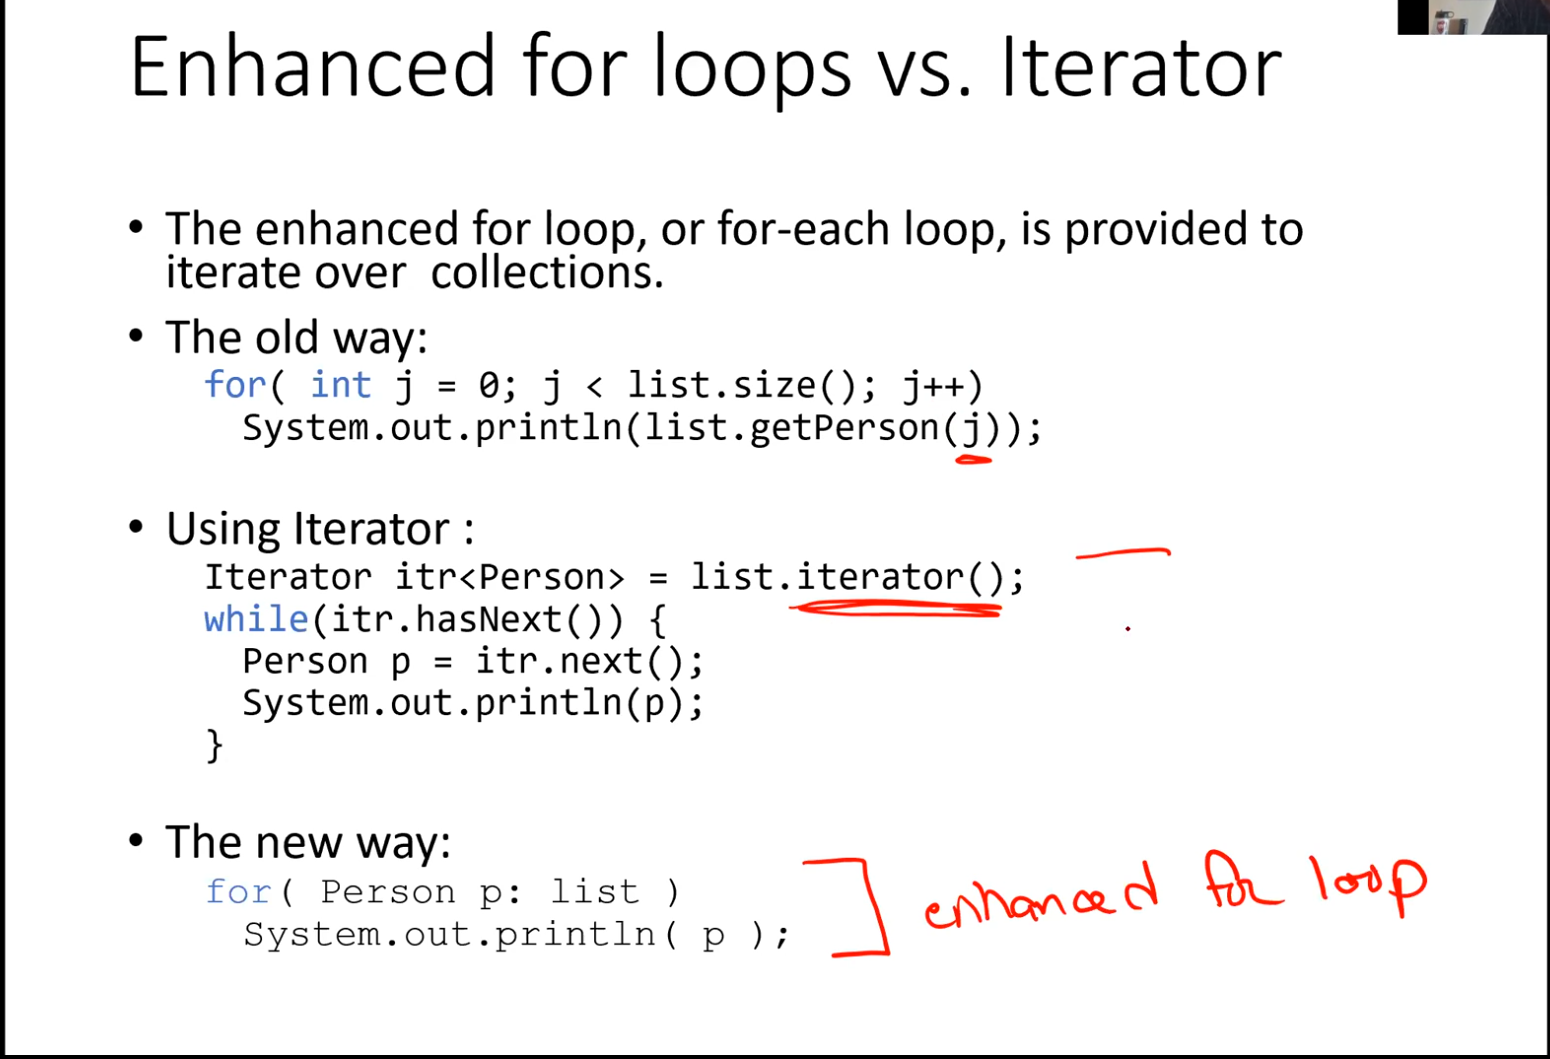 Enhanced for loops vs. Iterator
• The enhanced for loop, or for-each loop, is provided to
iterate over  collections.
• The old way:
for( int j = 0; j < list.size(); j++)
System.out.println(list.getPerson(j));
• Using Iterator :
Iterator itr<Person> = list.iterator();
while(itr.hasNext()) {
Person p = itr.next();
System.out.println(p);
}
• The new way:
for( Person p: list )
System.out.println( p );
enhanced for loop